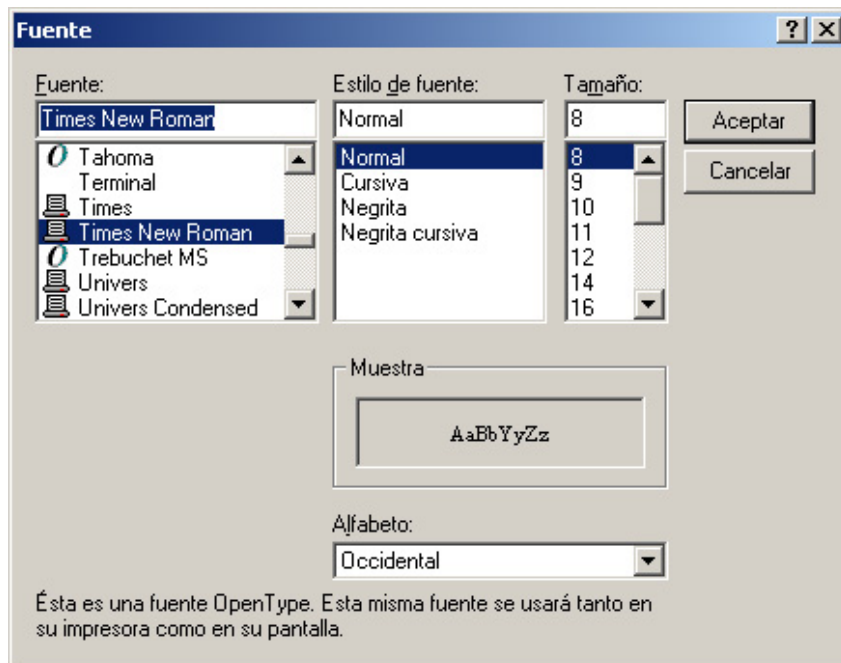 Fuente
Fuente:
Times New Roman
Tahoma
Terminal
Times
Times New Roman
Trebuchet MS
Univers
Univers Condensed
Estilo de fuente:
Normal
Normal
Cursiva
Negrita
Negrita cursiva
Tamaño:
8
8
9
10
11
12
14
16
Aceptar
Cancelar
Muestra
AaBbYyZz
Alfabeto:
Occidental
Ésta es una fuente OpenType. Esta misma fuente se usará tanto en
su impresora como en su pantalla.